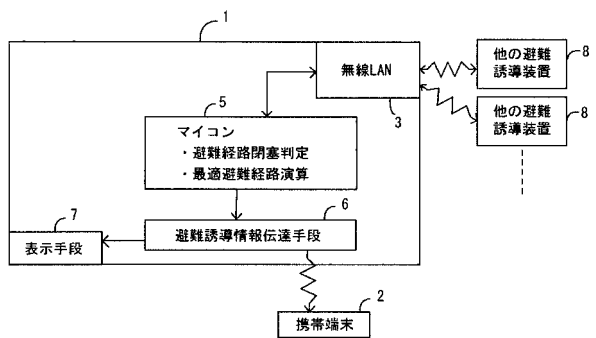 1
無線LAN
3
他の避難
誘導装置
8
他の避難
誘導装置
8
5
マイコン
・避難経路閉塞判定
・最適避難経路演算
6
避難誘導情報伝達手段
7
表示手段
2
携帯端末